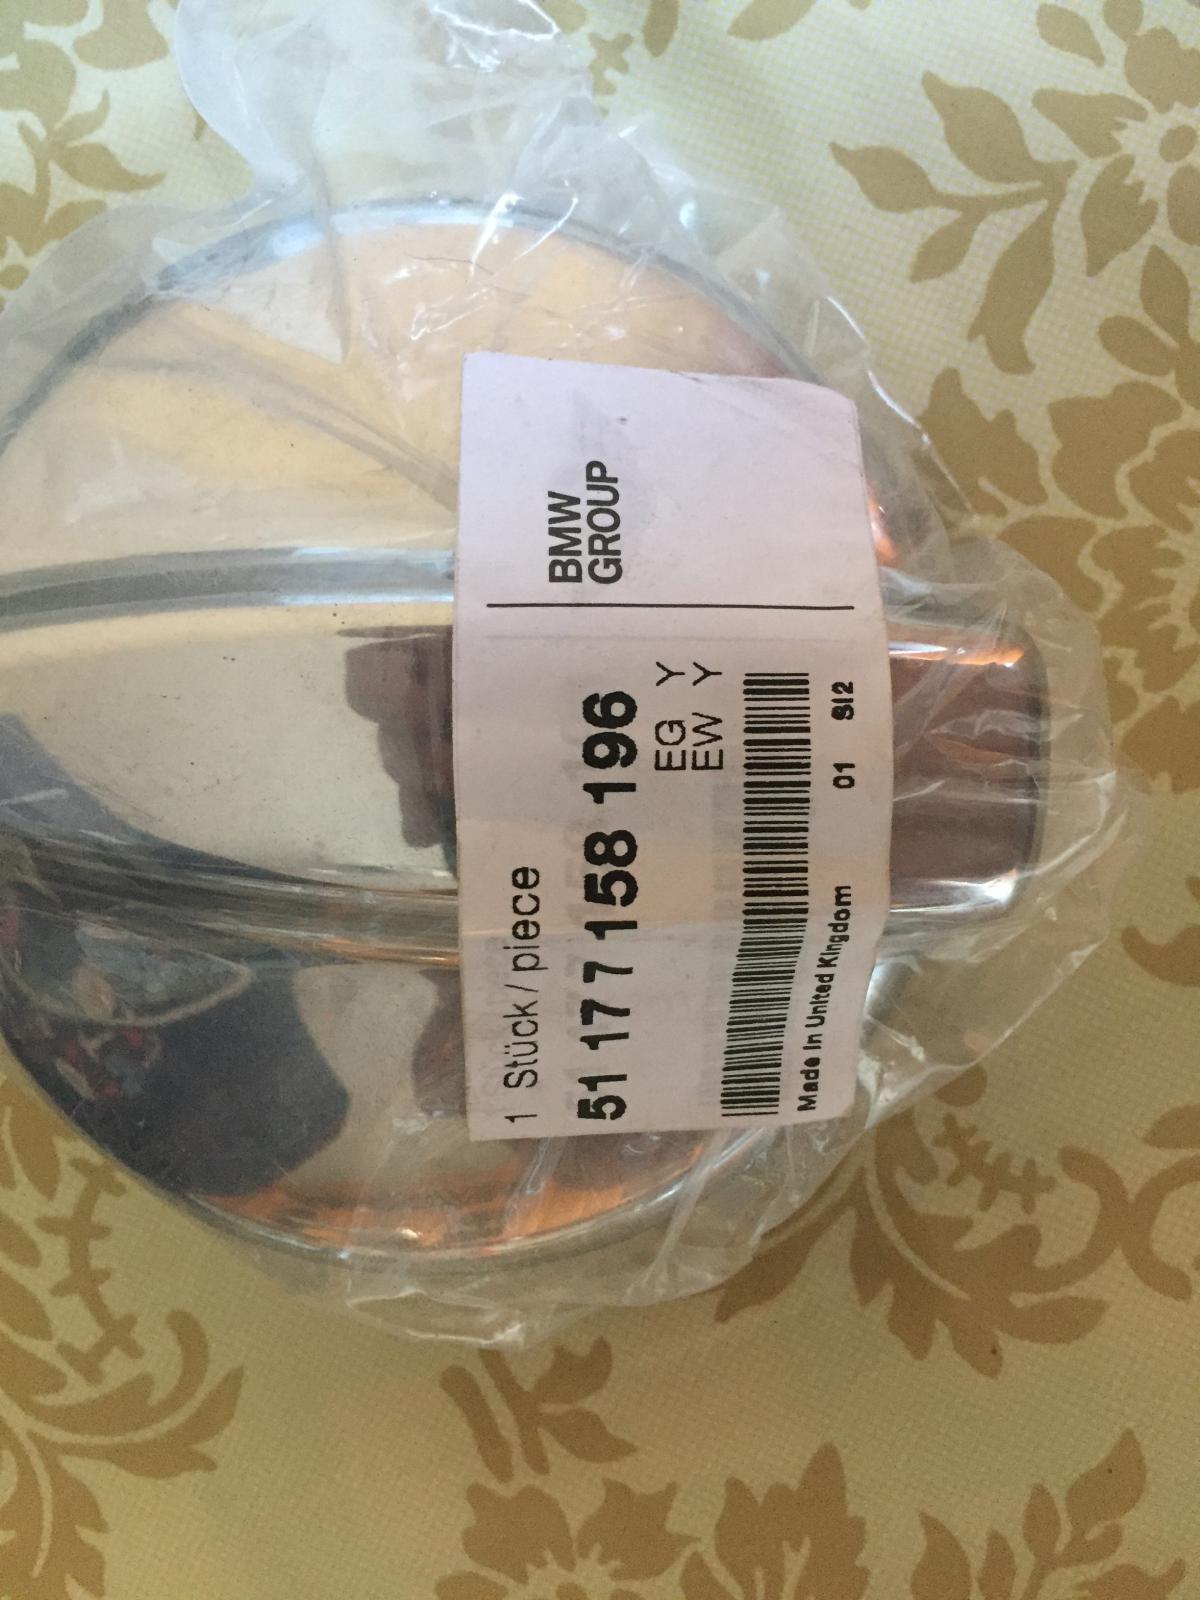 BMW
GROUP
1 Stück / piece
51 17 7 158 196
EG Y
EW Y
Made in United Kingdom 01 SI2